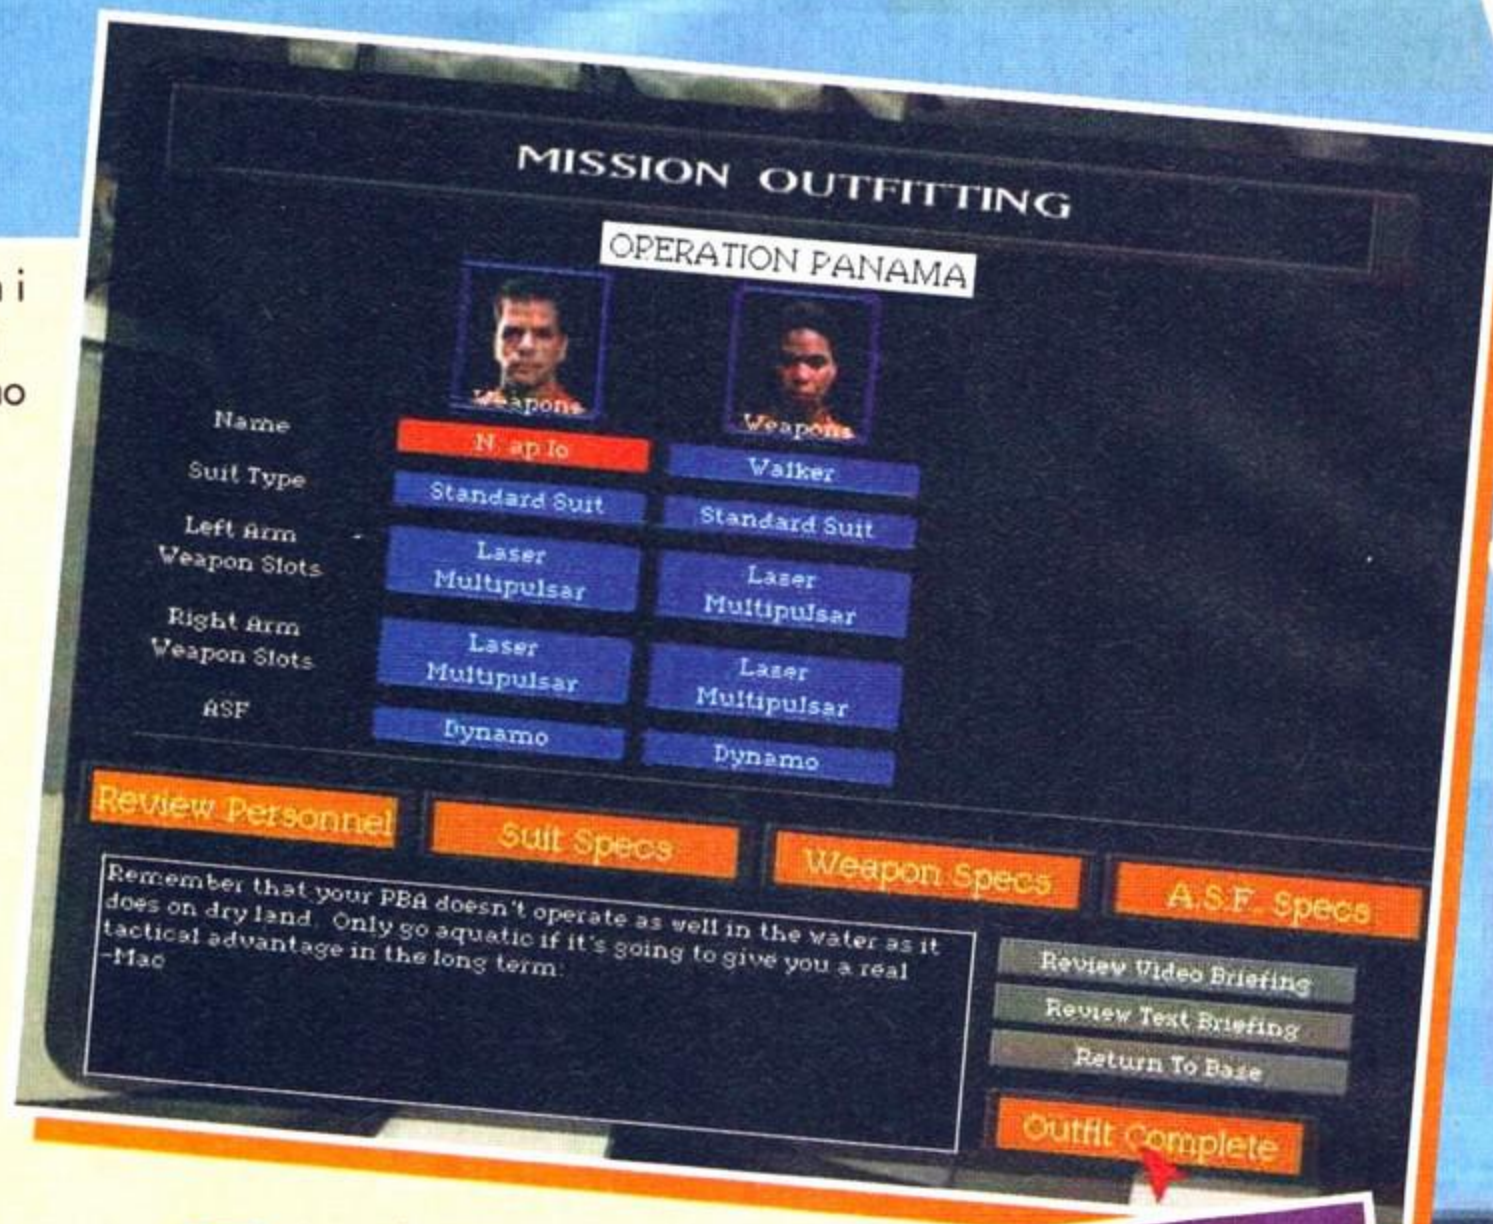 MISSION OUTFITTING
OPERATION PANAMA
Weapons Weapons
Name N. ap Io Walker
Suit Type Standard Suit Standard Suit
Left Arm
Weapon Slots
Laser
Multipulsar
Laser
Multipulsar
Right Arm
Weapon Slots
Laser
Multipulsar
Laser
Multipulsar
ASF Dynamo Dynamo
Review Personnel Suit Specs Weapon Specs A.S.F. Specs
Remember that your PBA doesn't operate as well in the water as it
does on dry land. Only go aquatic if it's going to give you a real
tactical advantage in the long term.
-Mac
Review Video Briefing
Review Text Briefing
Return To Base
Outfit Complete